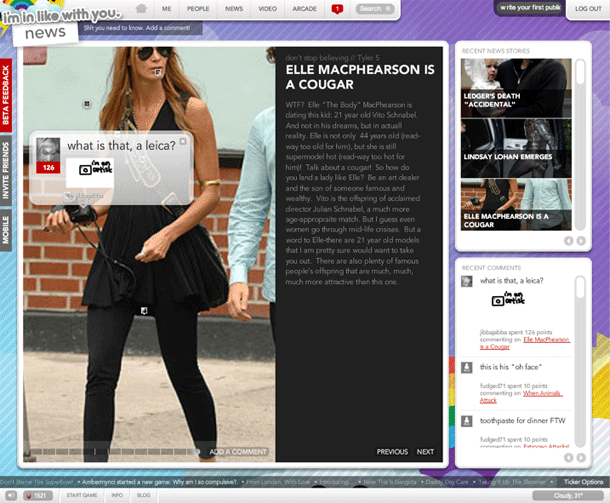 i'm in like with you.
news
ME
PEOPLE
NEWS
VIDEO
ARCADE
1
Search
w rite your first publk
LOG OUT
Shit you need to know. Add a comment!
BETA FEEDBACK
INVITE FRIENDS
MOBILE
what is that, a leica?
126
i'm an
artist
by jibbajabba
ADD A COMMENT
don't stop believing // Tyler 5
ELLE MACPHEARSON IS
A COUGAR
WTF? Elle "The Body" MacPhearson is
dating this kid: 21 year old Vito Schnabel.
And not in his dreams, but in actuall
reality. Elle is not only 44 years old (read-
way too old for him), but she is still
supermodel hot (read-way too hot for
him)! Talk about a cougar! So how do
you land a lady like Elle? Be an art dealer
and the son of someone famous and
wealthy. Vito is the offspring of acclaimed
director Julian Schnabel, a much more
age-appropraite match. But I guess even
women go through mid-life crisises. But a
word to Elle-there are 21 year old models
that I am pretty sure would want to
take you out. There are also plenty of famous
people's offspring that are much, much,
much more attractive than this one.
PREVIOUS
NEXT
RECENT NEWS STORIES
LEDGER'S DEATH
"ACCIDENTAL"
LINDSAY LOHAN EMERGES
ELLE MACPHEARSON IS A
COUGAR
RECENT COMMENTS
what is that, a leica?
i'm an
artist
jibbajabba spent 126 points
commenting on Elle MacPhearson
is a Cougar
this is his "oh face"
fudged71 spent 10 points
commenting on When Animals
Attack
toothpaste for dinner FTW
fudged71 spent 10 points
Don't Blame The Superbowl!
Ambermynci started a new game: Why am I so compulsive?
From London, With Love
Introducing...
Now This Is Gangsta
Daddy Day Care
Taking It Up The Stammer
Ticker Options
1521
START GAME
INFO
BLOG
Cloudy, 31°